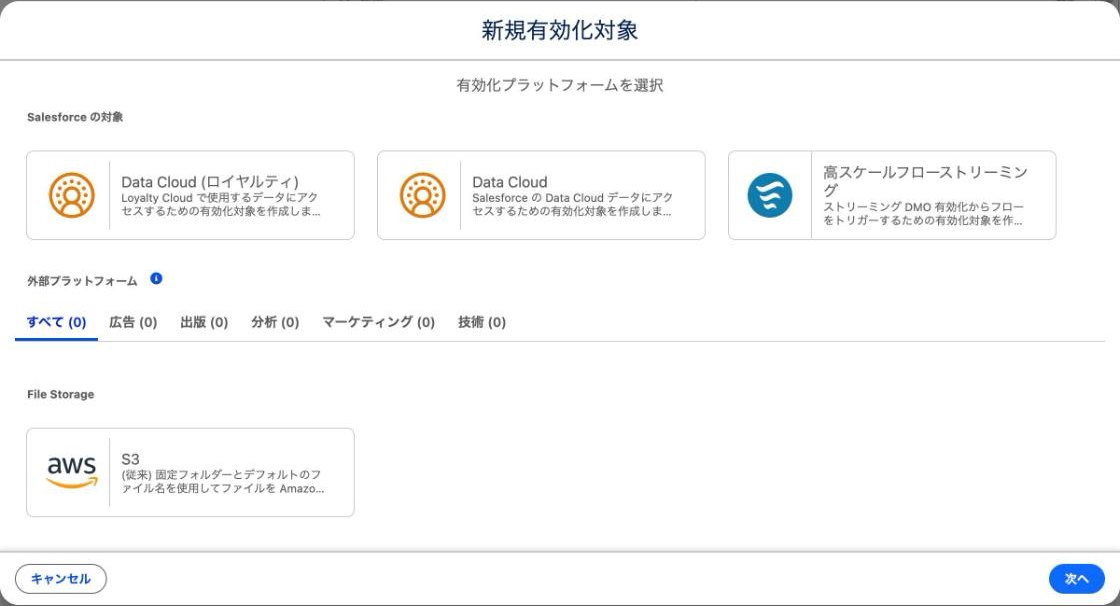 新規有効化対象
有効化プラットフォームを選択
Salesforce の対象
Data Cloud (ロイヤルティ)
Loyalty Cloud で使用するデータにアク
セスするための有効化対象を作成しま...
Data Cloud
Salesforce の Data Cloud データにアク
セスするための有効化対象を作成しま...
高スケールフローストリーミン
グ
ストリーミング DMO 有効化からフロー
をトリガーするための有効化対象を作...
外部プラットフォーム
すべて (0) 広告 (0) 出版 (0) 分析 (0) マーケティング (0) 技術 (0)
File Storage
aws
S3
(従来) 固定フォルダーとデフォルトのフ
ァイル名を使用してファイルを Amazo...
キャンセル
次へ